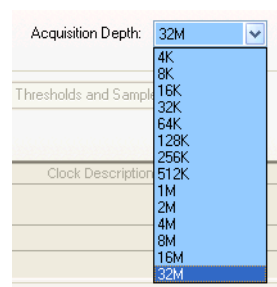 Acquisition Depth: 32M
4K
8K
Thresholds and Sample 16K
32K
64K
128K
256K
Clock Description 512K
1M
2M
4M
8M
16M
32M